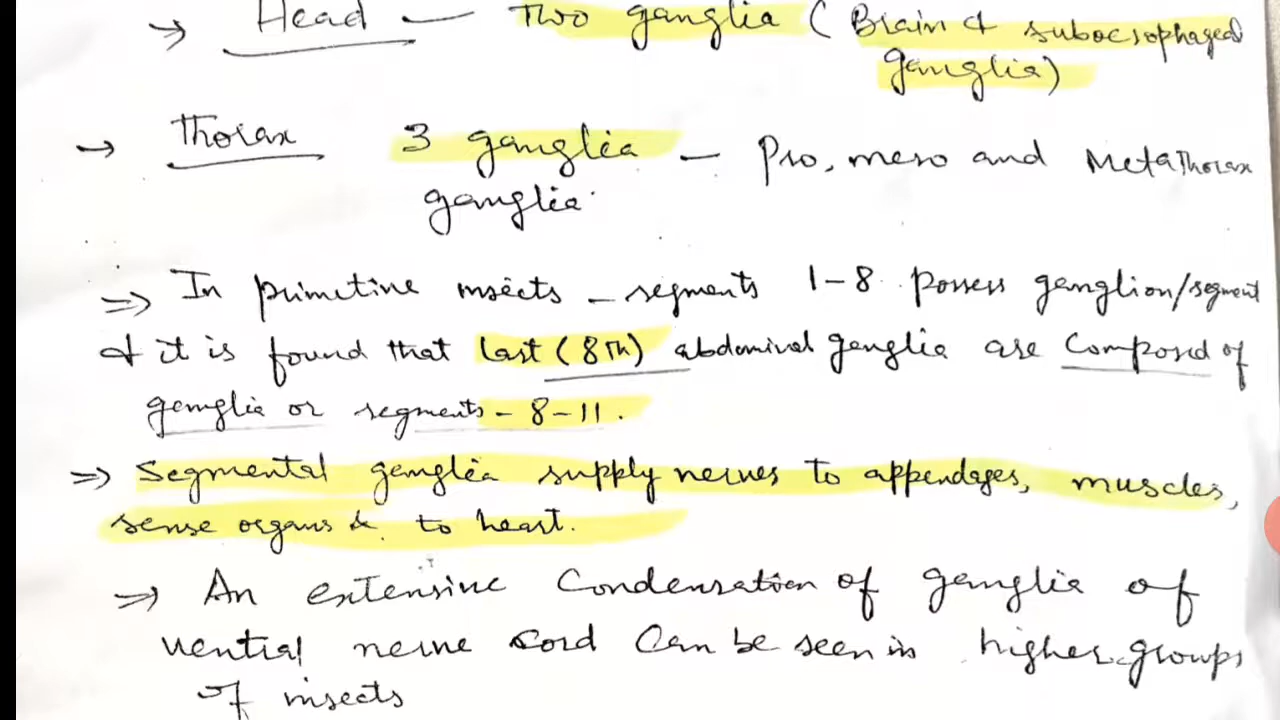 → Head — Two ganglia (Brain & suboesophageal
ganglia)
→ Thorax 3 ganglia – Pro, meso and MetaThorax
ganglia
⇒ In primitive insects – segments 1-8 possess ganglion/segment
& it is found that last (8Th) abdominal ganglia are composed of
ganglia or segments - 8-11.
⇒ Segmental ganglia supply nerves to appendages, muscles,
sense organs & to heart.
⇒ An extensive Condensation of ganglia of
ventral nerve cord Can be seen in higher groups
of insects